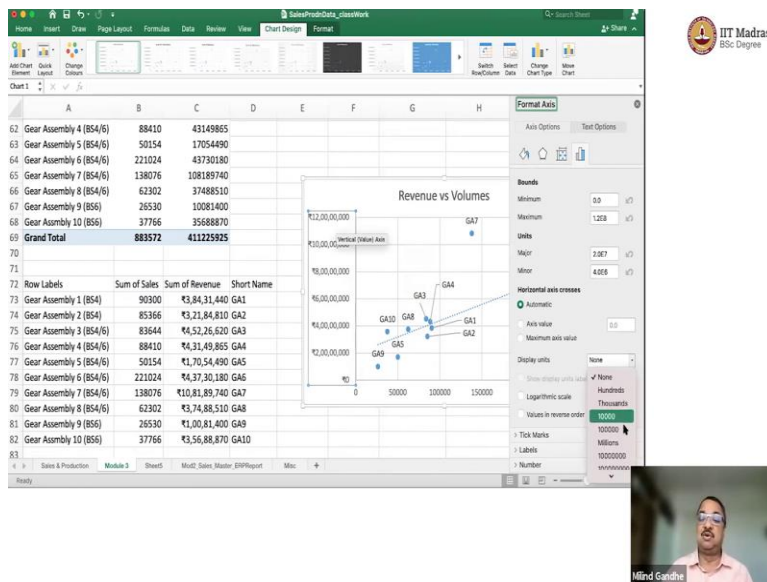 SalesProdnData_classWork
Search Sheet
Home Insert Draw Page Layout Formulas Data Review View Chart Design Format
Share
Add Chart Element
Quick Layout
Change Colours
Switch Row/Column
Select Data
Change Chart Type
Move Chart
Chart 1
fx
A B C D E F G H
62 Gear Assembly 4 (BS4/6) 88410 43149865
63 Gear Assembly 5 (BS4/6) 50154 17054490
64 Gear Assembly 6 (BS4/6) 221024 43730180
65 Gear Assembly 7 (BS4/6) 138076 108189740
66 Gear Assembly 8 (BS4/6) 62302 37488510
67 Gear Assembly 9 (BS6) 26530 10081400
68 Gear Assmbly 10 (BS6) 37766 35688870
69 Grand Total 883572 411225925
70
71
72 Row Labels Sum of Sales Sum of Revenue Short Name
73 Gear Assembly 1 (BS4) 90300 ₹3,84,31,440 GA1
74 Gear Assembly 2 (BS4) 85366 ₹3,21,84,810 GA2
75 Gear Assembly 3 (BS4/6) 83644 ₹4,52,26,620 GA3
76 Gear Assembly 4 (BS4/6) 88410 ₹4,31,49,865 GA4
77 Gear Assembly 5 (BS4/6) 50154 ₹1,70,54,490 GA5
78 Gear Assembly 6 (BS4/6) 221024 ₹4,37,30,180 GA6
79 Gear Assembly 7 (BS4/6) 138076 ₹10,81,89,740 GA7
80 Gear Assembly 8 (BS4/6) 62302 ₹3,74,88,510 GA8
81 Gear Assembly 9 (BS6) 26530 ₹1,00,81,400 GA9
82 Gear Assmbly 10 (BS6) 37766 ₹3,56,88,870 GA10
83
Revenue vs Volumes
₹12,00,00,000
₹10,00,00,000
Vertical (Value) Axis
₹8,00,00,000
₹6,00,00,000
₹4,00,00,000
₹2,00,00,000
₹0
0 50000 100000 150000
GA7
GA4
GA3
GA10 GA8 GA1
GA2
GA5
GA9
Format Axis
Axis Options Text Options
Bounds
Minimum 0.0
Maximum 1.2E8
Units
Major 2.0E7
Minor 4.0E6
Horizontal axis crosses
Automatic
Axis value 0.0
Maximum axis value
Display units None
Show display units label
Logarithmic scale
Values in reverse order
Tick Marks
Labels
Number
✓ None
Hundreds
Thousands
10000
100000
Millions
10000000
100000000
Sales & Production Module 3 Sheet5 Mod2_Sales_Master_ERPReport Misc +
Ready
IIT Madras
BSc Degree
Milind Gandhe